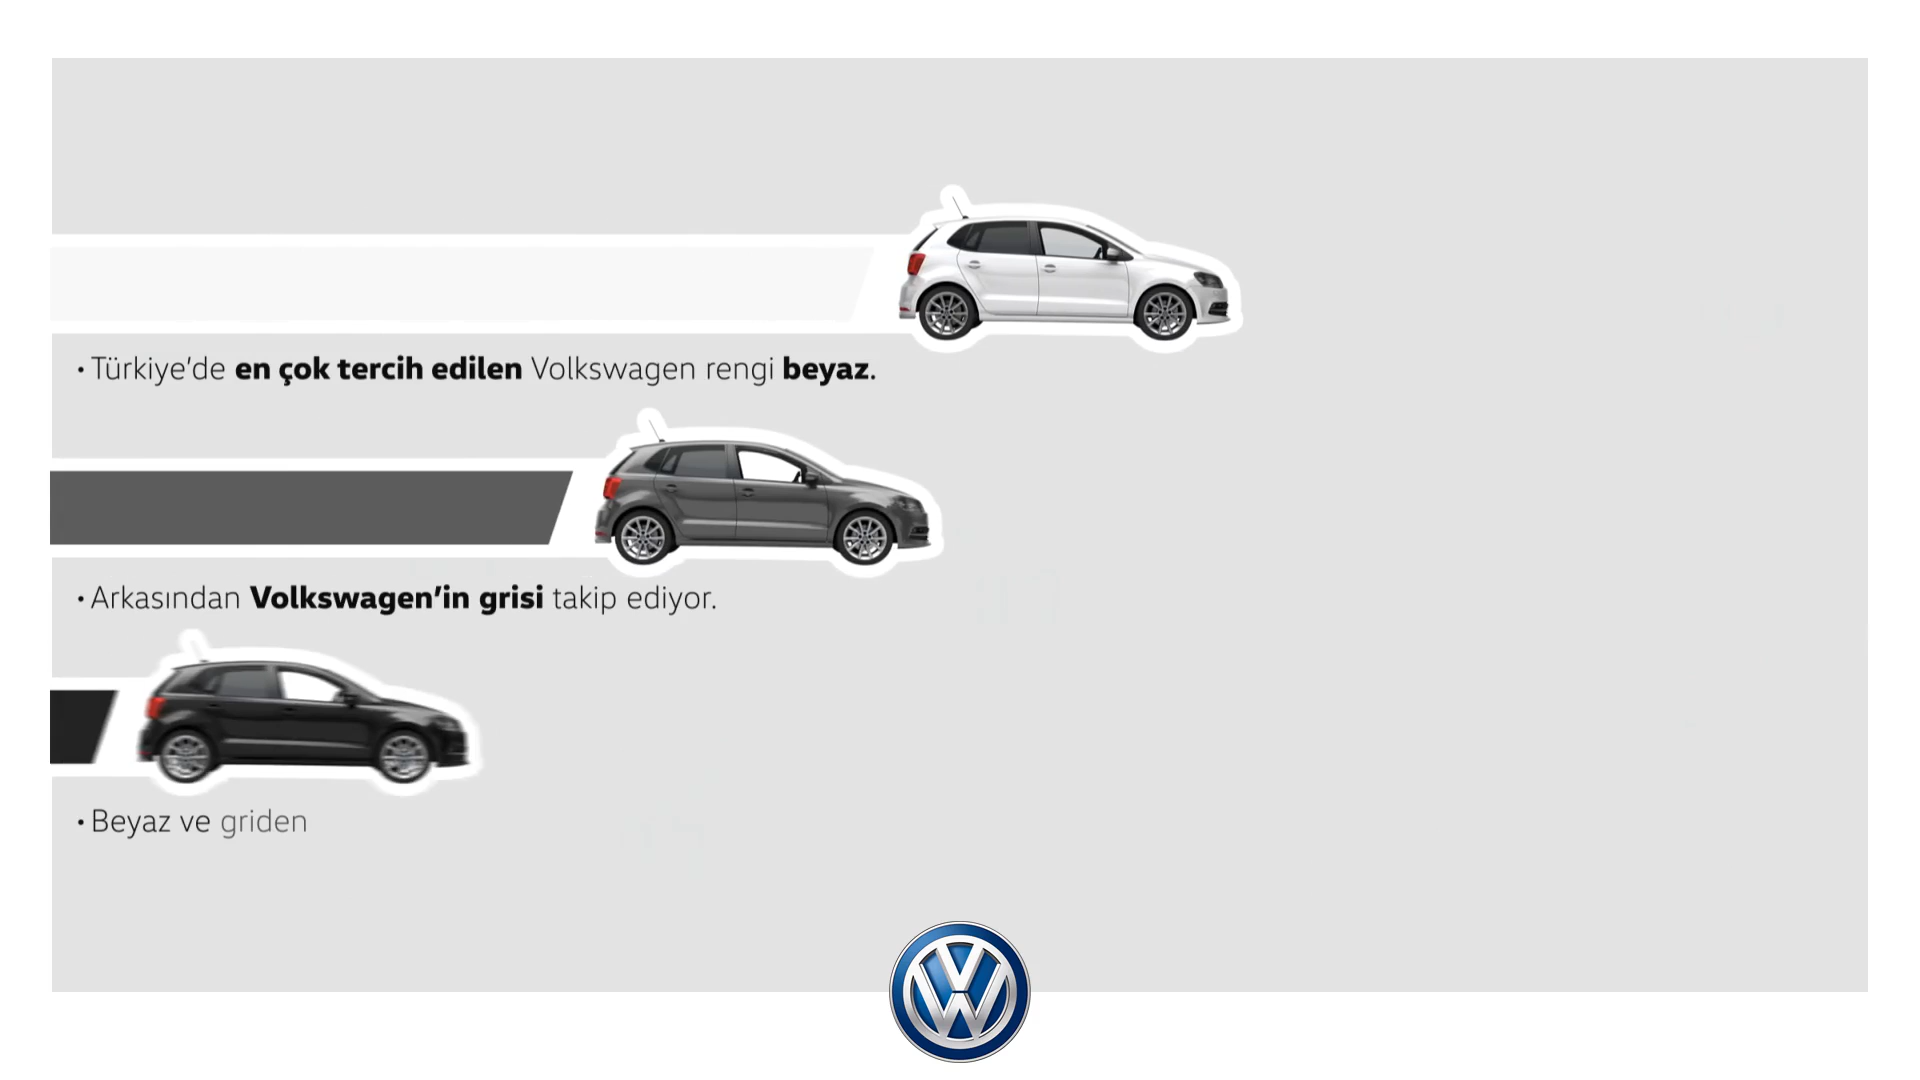 • Türkiye’de en çok tercih edilen Volkswagen rengi beyaz.
• Arkasından Volkswagen’in grisi takip ediyor.
• Beyaz ve griden